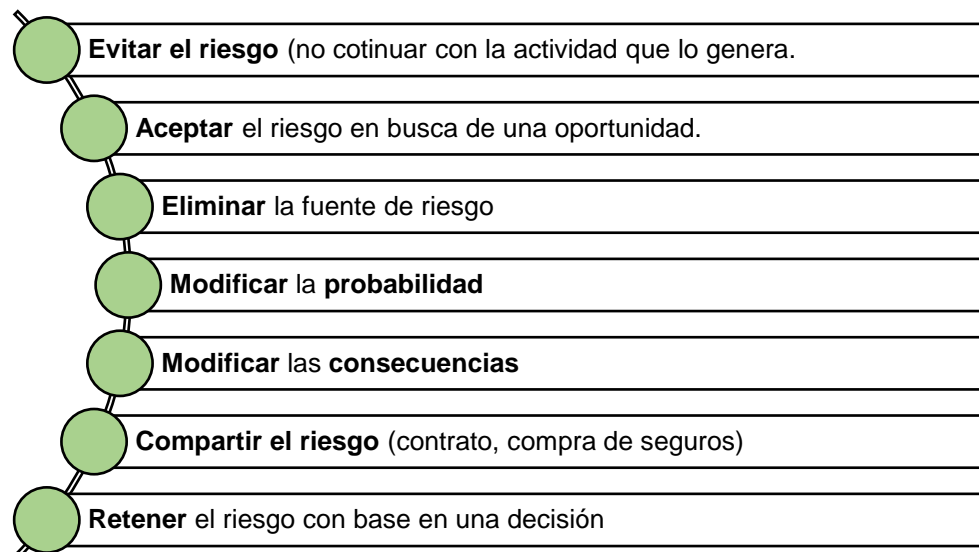 Evitar el riesgo (no cotinuar con la actividad que lo genera.
Aceptar el riesgo en busca de una oportunidad.
Eliminar la fuente de riesgo
Modificar la probabilidad
Modificar las consecuencias
Compartir el riesgo (contrato, compra de seguros)
Retener el riesgo con base en una decisión